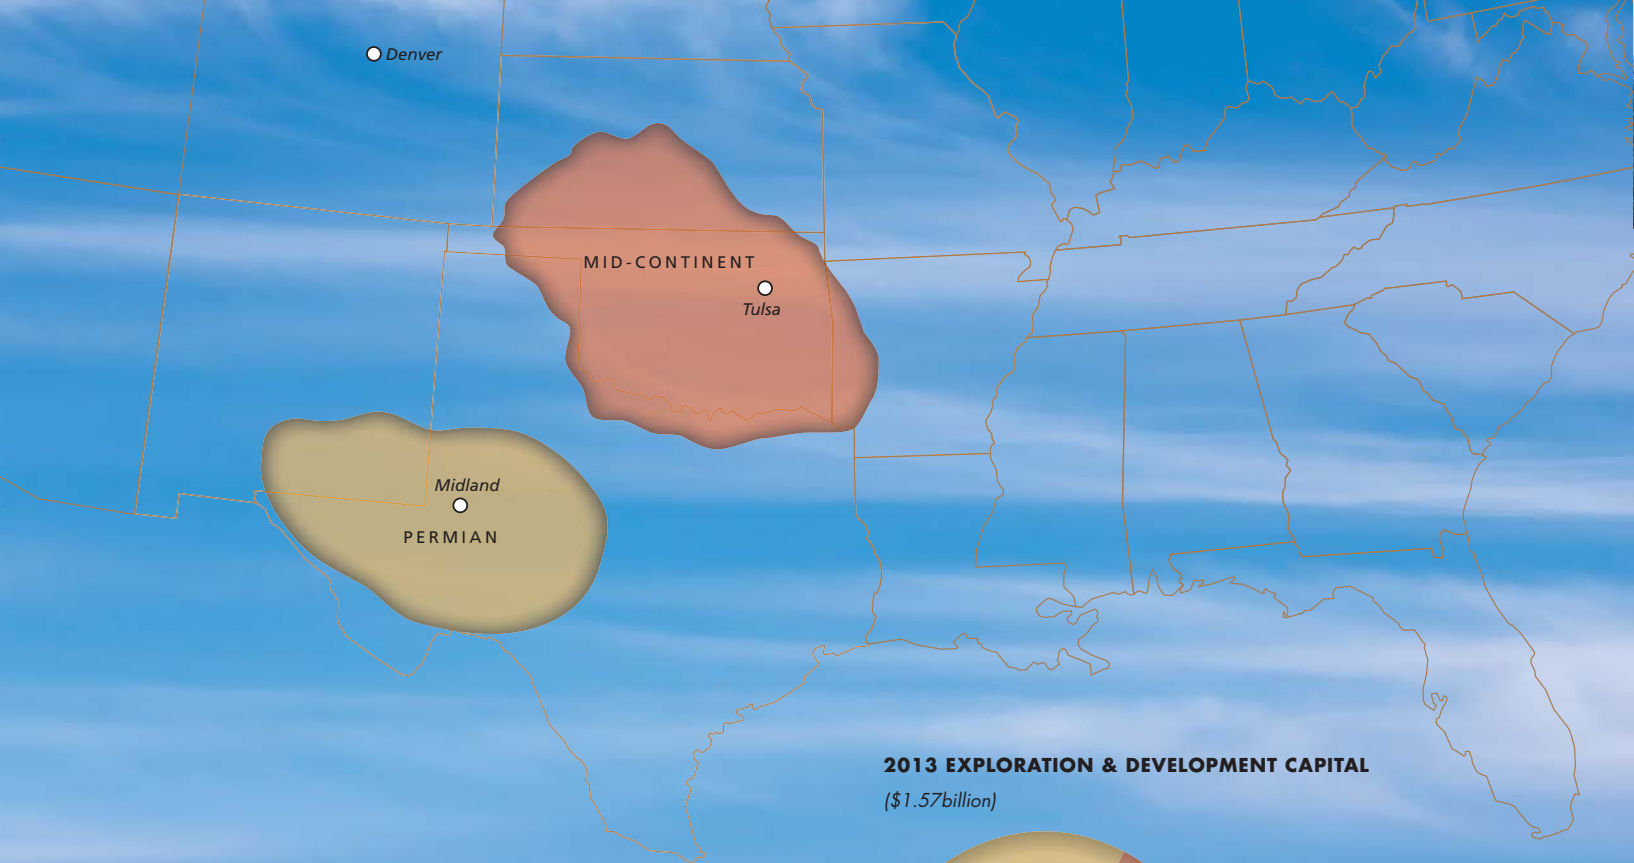 Denver
MID-CONTINENT
Tulsa
Midland
PERMIAN
2013 EXPLORATION & DEVELOPMENT CAPITAL
($1.57billion)